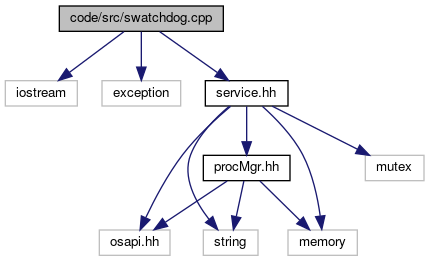 code/src/swatchdog.cpp
iostream
exception
service.hh
procMgr.hh
mutex
osapi.hh
string
memory